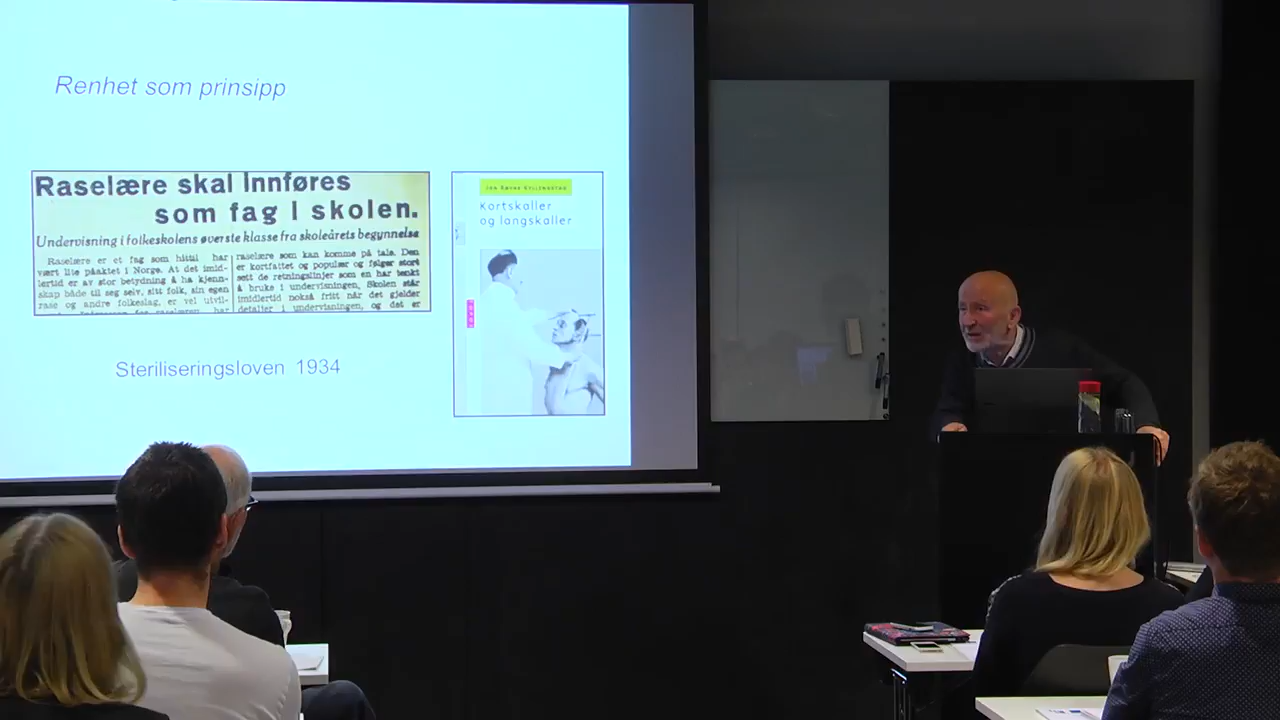 Renhet som prinsipp
Raselære skal innføres
som fag i skolen.
Undervisning i folkeskolens øverste klasse fra skoleårets begynnelse
Raselære er et fag som hittil har
vært lite påaktet i Norge. At det imid-
lertid er av stor betydning å ha kjenn-
skap både til seg selv, sitt folk, sin egen
rase og andre folkeslag, er vel utvil-
raselære som kan komme på tale. Den
er kortfattet og populær og følger stort
sett de retningslinjer som en har tenkt
å bruke i undervisningen. Skolen står
imidlertid nokså fritt når det gjelder
detaljer i undervisningen, og det er
JON RØYNE KYLLINGSTAD
Kortskaller
og langskaller
Steriliseringsloven 1934